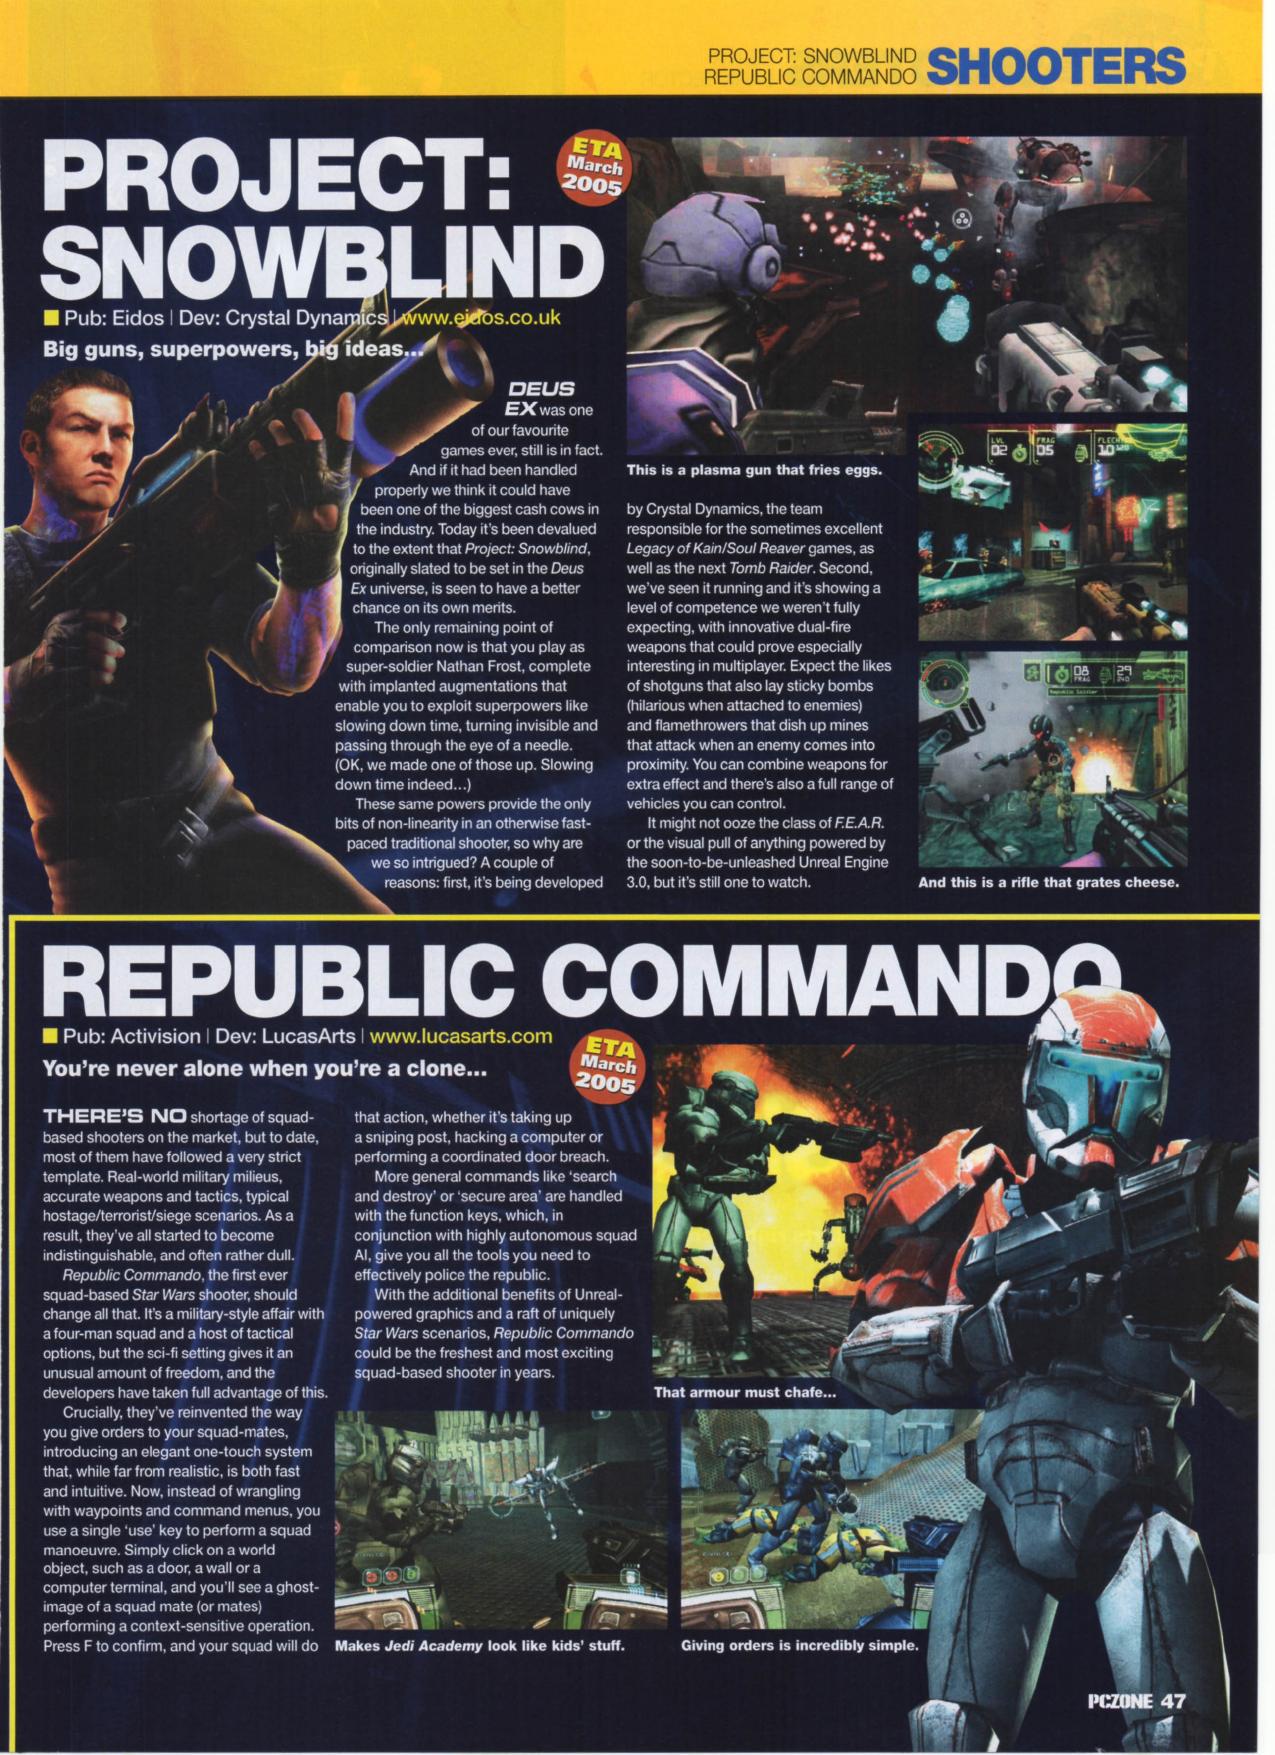 PROJECT: SNOWBLIND
REPUBLIC COMMANDO
SHOOTERS
PROJECT:
SNOWBLIND
ETA
March
2005
Pub: Eidos | Dev: Crystal Dynamics | www.eidos.co.uk
Big guns, superpowers, big ideas...
DEUS
EX was one
of our favourite
games ever, still is in fact.
And if it had been handled
properly we think it could have
been one of the biggest cash cows in
the industry. Today it's been devalued
to the extent that Project: Snowblind,
originally slated to be set in the Deus
Ex universe, is seen to have a better
chance on its own merits.
The only remaining point of
comparison now is that you play as
super-soldier Nathan Frost, complete
with implanted augmentations that
enable you to exploit superpowers like
slowing down time, turning invisible and
passing through the eye of a needle.
(OK, we made one of those up. Slowing
down time indeed...)
These same powers provide the only
bits of non-linearity in an otherwise fast-
paced traditional shooter, so why are
we so intrigued? A couple of
reasons: first, it's being developed
This is a plasma gun that fries eggs.
by Crystal Dynamics, the team
responsible for the sometimes excellent
Legacy of Kain/Soul Reaver games, as
well as the next Tomb Raider. Second,
we've seen it running and it's showing a
level of competence we weren't fully
expecting, with innovative dual-fire
weapons that could prove especially
interesting in multiplayer. Expect the likes
of shotguns that also lay sticky bombs
(hilarious when attached to enemies)
and flamethrowers that dish up mines
that attack when an enemy comes into
proximity. You can combine weapons for
extra effect and there's also a full range of
vehicles you can control.
It might not ooze the class of F.E.A.R.
or the visual pull of anything powered by
the soon-to-be-unleashed Unreal Engine
3.0, but it's still one to watch.
LVL
02
FRAG
05
10
08
FRAG
29
Republic Soldier
And this is a rifle that grates cheese.
REPUBLIC COMMANDO
Pub: Activision | Dev: LucasArts | www.lucasarts.com
You're never alone when you're a clone...
ETA
March
2005
THERE'S NO shortage of squad-
based shooters on the market, but to date,
most of them have followed a very strict
template. Real-world military milieus,
accurate weapons and tactics, typical
hostage/terrorist/siege scenarios. As a
result, they've all started to become
indistinguishable, and often rather dull.
Republic Commando, the first ever
squad-based Star Wars shooter, should
change all that. It's a military-style affair with
a four-man squad and a host of tactical
options, but the sci-fi setting gives it an
unusual amount of freedom, and the
developers have taken full advantage of this.
Crucially, they've reinvented the way
you give orders to your squad-mates,
introducing an elegant one-touch system
that, while far from realistic, is both fast
and intuitive. Now, instead of wrangling
with waypoints and command menus, you
use a single 'use' key to perform a squad
manoeuvre. Simply click on a world
object, such as a door, a wall or a
computer terminal, and you'll see a ghost-
image of a squad mate (or mates)
performing a context-sensitive operation.
Press F to confirm, and your squad will do
that action, whether it's taking up
a sniping post, hacking a computer or
performing a coordinated door breach.
More general commands like 'search
and destroy' or 'secure area' are handled
with the function keys, which, in
conjunction with highly autonomous squad
AI, give you all the tools you need to
effectively police the republic.
With the additional benefits of Unreal-
powered graphics and a raft of uniquely
Star Wars scenarios, Republic Commando
could be the freshest and most exciting
squad-based shooter in years.
That armour must chafe...
Makes Jedi Academy look like kids' stuff.
Giving orders is incredibly simple.
PCZONE 47